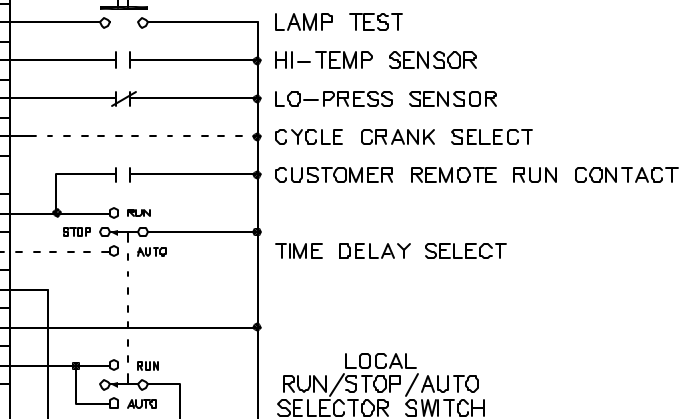 LAMP TEST
HI-TEMP SENSOR
LO-PRESS SENSOR
CYCLE CRANK SELECT
CUSTOMER REMOTE RUN CONTACT
RUN
STOP
AUTO
TIME DELAY SELECT
RUN
AUTO
LOCAL
RUN/STOP/AUTO
SELECTOR SWITCH